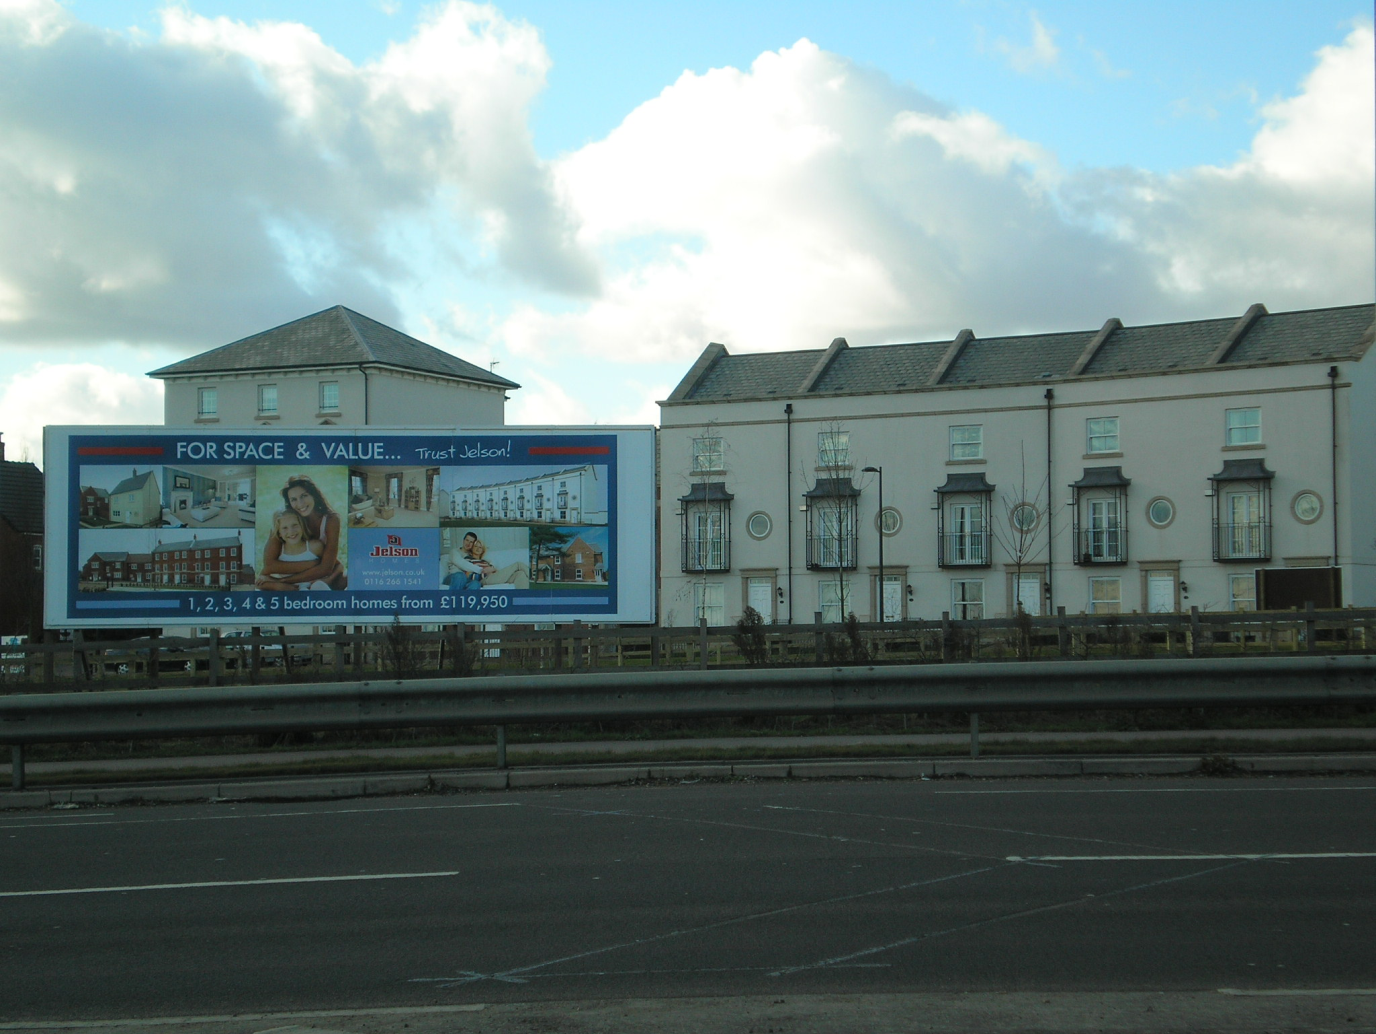 FOR SPACE & VALUE... Trust Jelson!
Jelson
HOMES
www.jelson.co.uk
0116 266 1541
1, 2, 3, 4 & 5 bedroom homes from £119,950